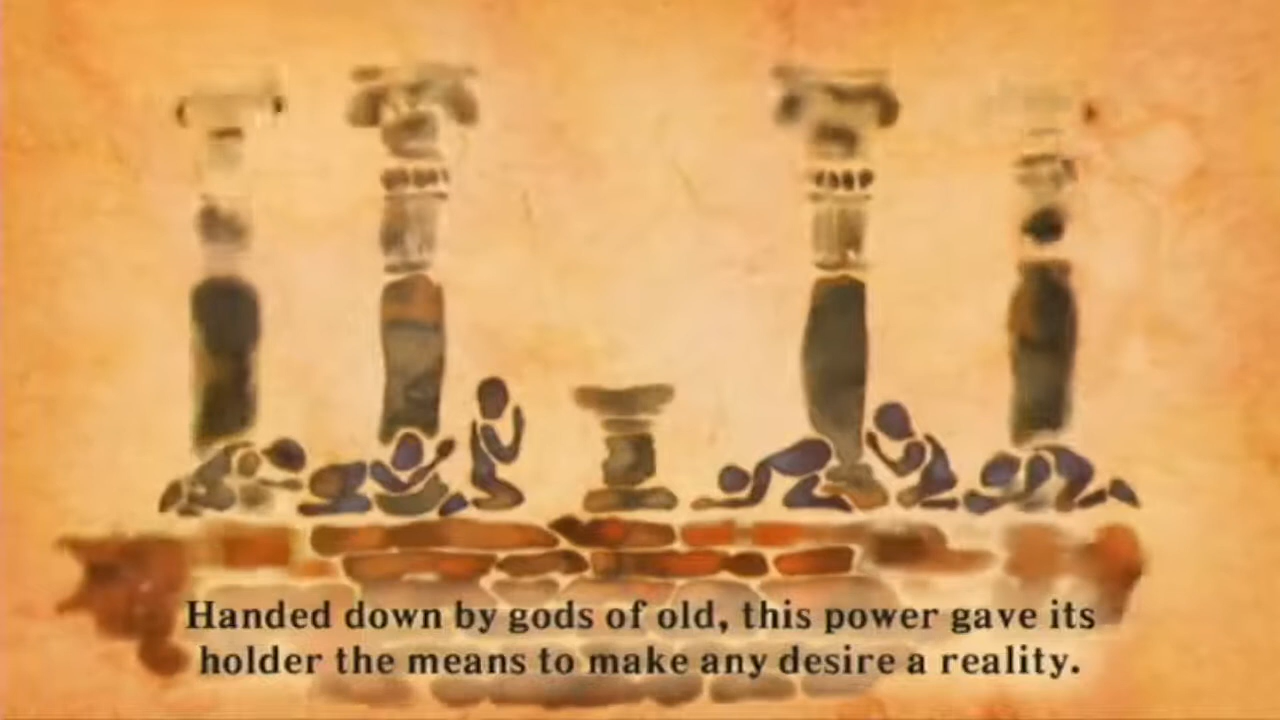 Handed down by gods of old, this power gave its
holder the means to make any desire a reality.